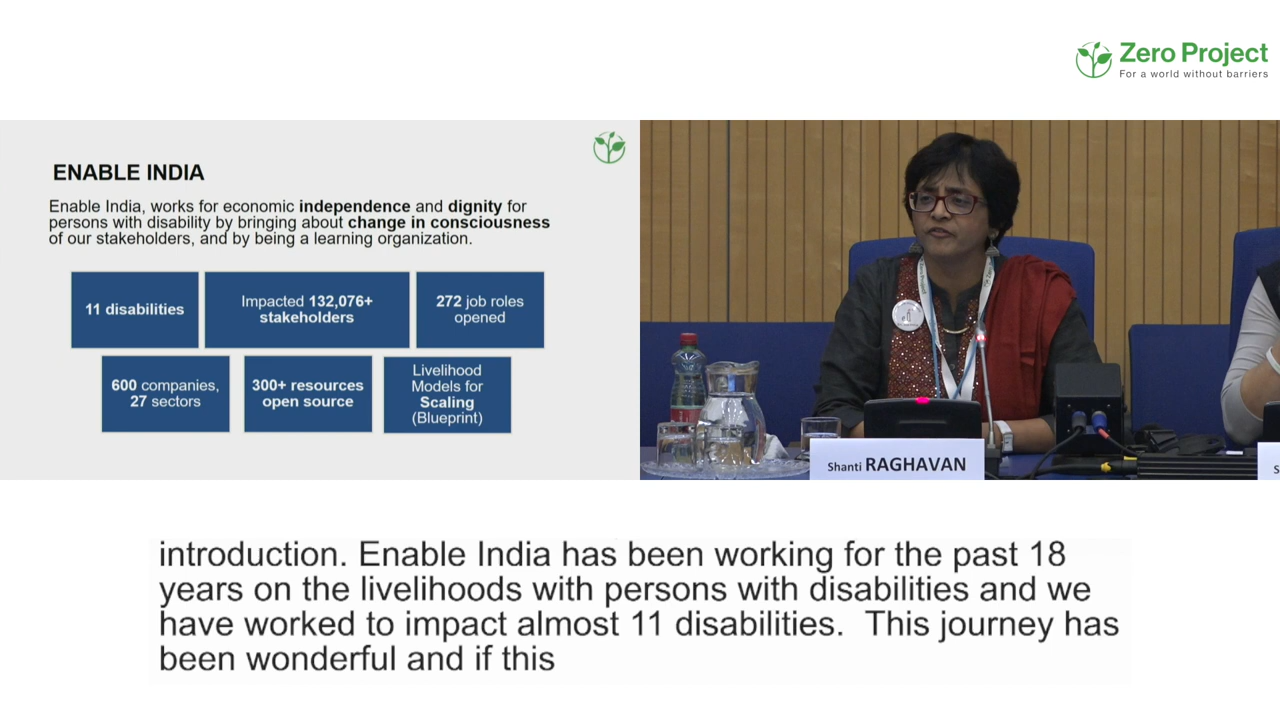 Zero Project
For a world without barriers
ENABLE INDIA
Enable India, works for economic independence and dignity for
persons with disability by bringing about change in consciousness
of our stakeholders, and by being a learning organization.
11 disabilities
Impacted 132,076+
stakeholders
272 job roles
opened
600 companies,
27 sectors
300+ resources
open source
Livelihood
Models for
Scaling
(Blueprint)
Shanti RAGHAVAN
S
introduction. Enable India has been working for the past 18
years on the livelihoods with persons with disabilities and we
have worked to impact almost 11 disabilities.  This journey has
been wonderful and if this